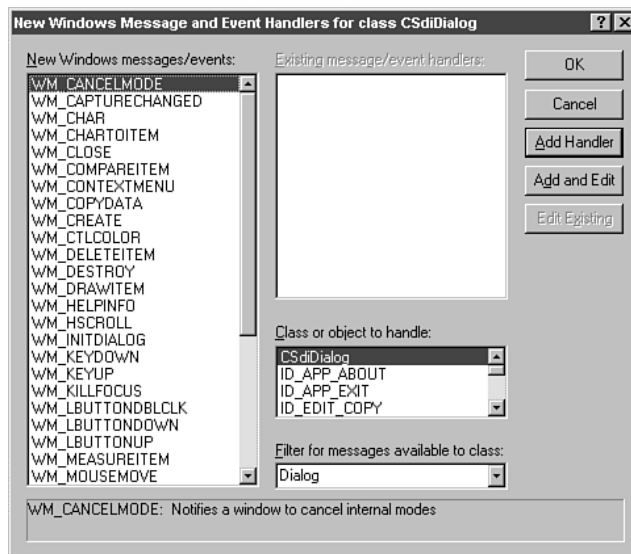 New Windows Message and Event Handlers for class CSdiDialog
New Windows messages/events:
WM_CANCELMODE
WM_CAPTURECHANGED
WM_CHAR
WM_CHARTOITEM
WM_CLOSE
WM_COMPAREITEM
WM_CONTEXTMENU
WM_COPYDATA
WM_CREATE
WM_CTLCOLOR
WM_DELETEITEM
WM_DESTROY
WM_DRAWITEM
WM_HELPINFO
WM_HSCROLL
WM_INITDIALOG
WM_KEYDOWN
WM_KEYUP
WM_KILLFOCUS
WM_LBUTTONDBLCLK
WM_LBUTTONDOWN
WM_LBUTTONUP
WM_MEASUREITEM
WM_MOUSEMOVE
Existing message/event handlers:
Class or object to handle:
CSdiDialog
ID_APP_ABOUT
ID_APP_EXIT
ID_EDIT_COPY
Filter for messages available to class:
Dialog
OK
Cancel
Add Handler
Add and Edit
Edit Existing
WM_CANCELMODE: Notifies a window to cancel internal modes